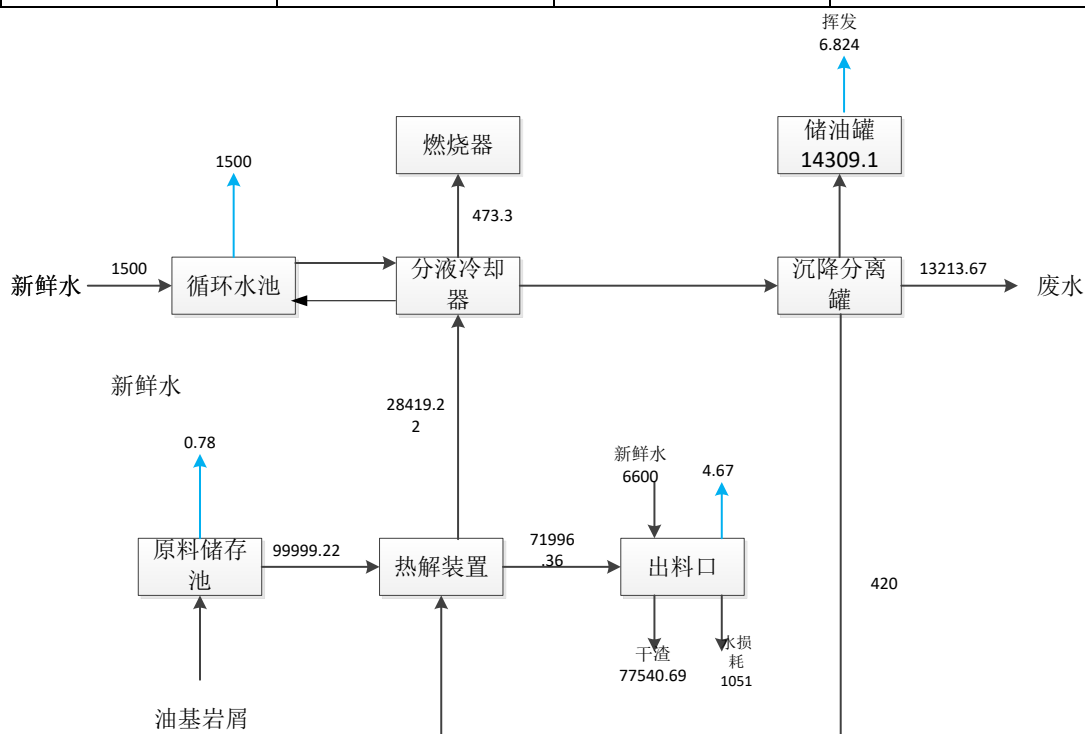 挥发
6.824
燃烧器
储油罐
14309.1
1500
473.3
新鲜水
1500
循环水池
分液冷却
器
沉降分离
罐
13213.67
废水
新鲜水
28419.2
2
0.78
新鲜水
6600
4.67
原料储存
池
99999.22
热解装置
71996
.36
出料口
420
干渣
77540.69
水损
耗
1051
油基岩屑